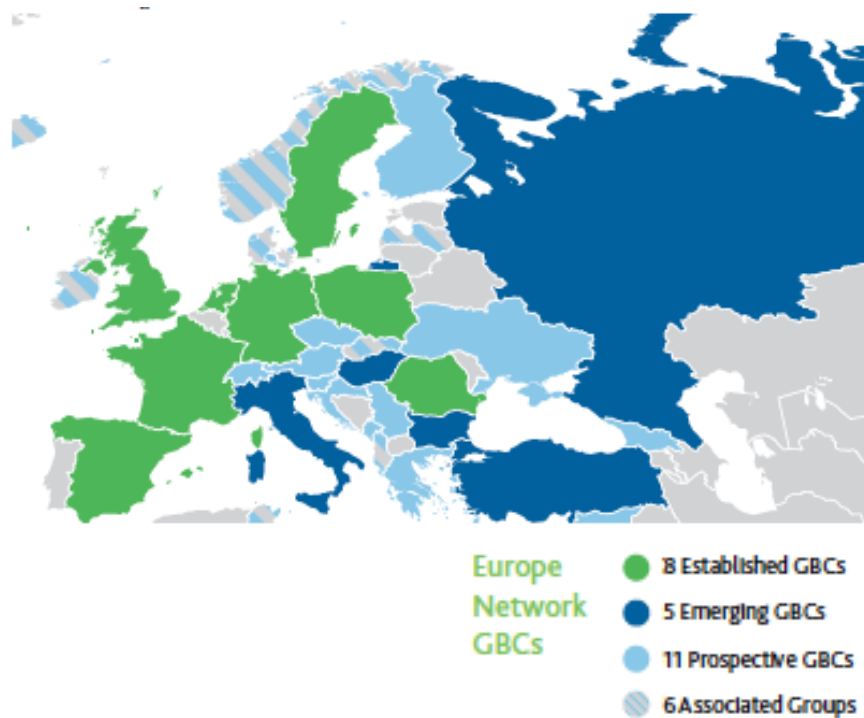 Europe
Network
GBCs
8 Established GBCs
5 Emerging GBCs
11 Prospective GBCs
6 Associated Groups